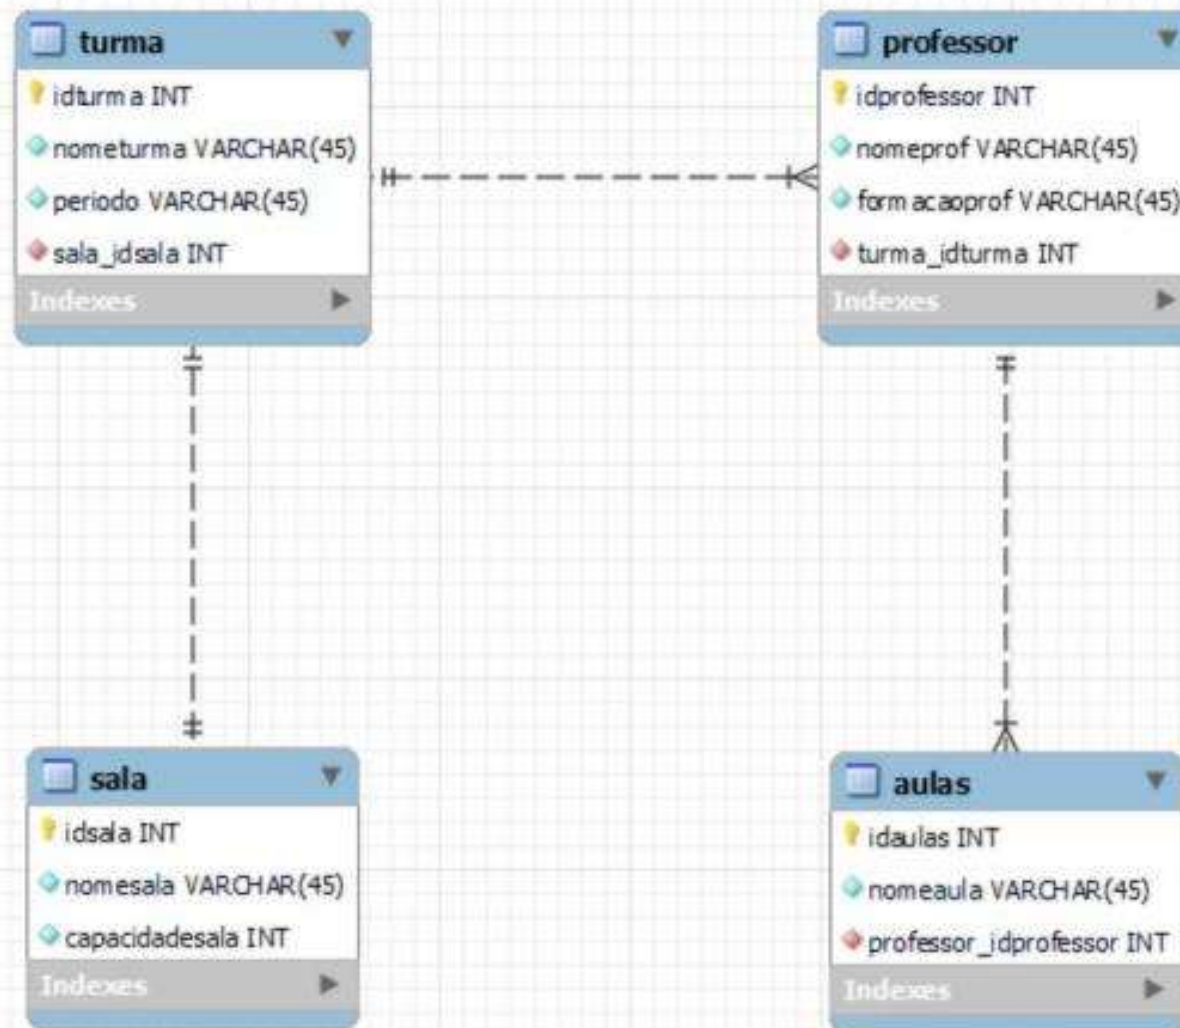 turma
idturma INT
nometurma VARCHAR(45)
periodo VARCHAR(45)
sala_idsala INT
Indexes
professor
idprofessor INT
nomeprof VARCHAR(45)
formacaoprof VARCHAR(45)
turma_idturma INT
Indexes
sala
idsala INT
nomesala VARCHAR(45)
capacidadesala INT
Indexes
aulas
idaulas INT
nomeaula VARCHAR(45)
professor_idprofessor INT
Indexes